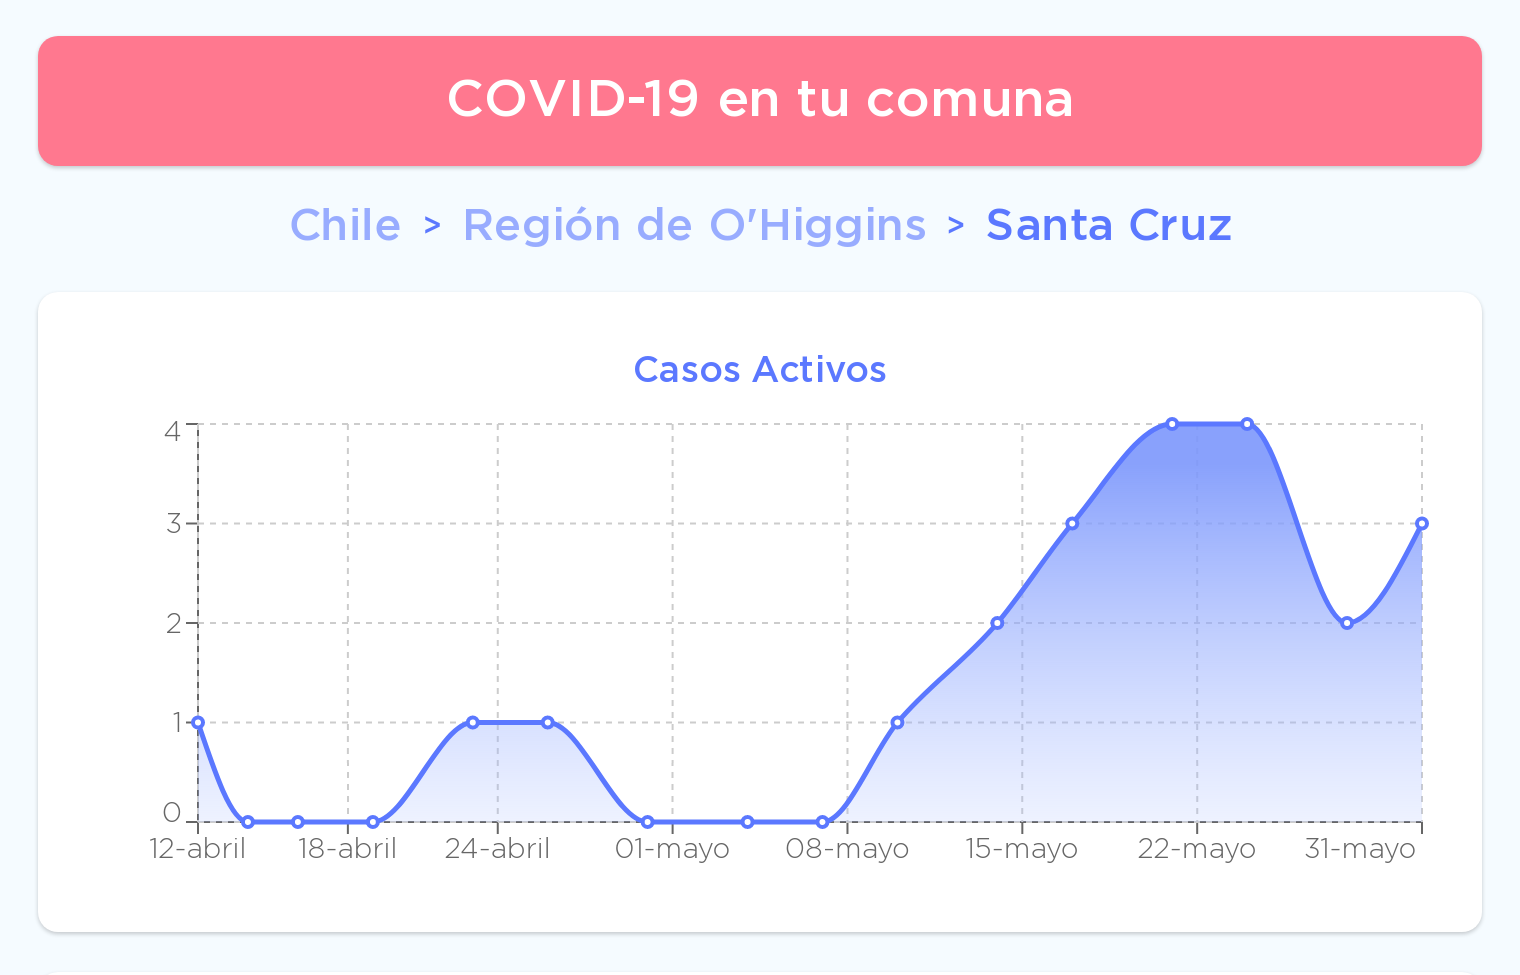 COVID-19 en tu comuna
Chile > Región de O'Higgins > Santa Cruz
Casos Activos
4
3
2
1
0
12-abril 18-abril 24-abril 01-mayo 08-mayo 15-mayo 22-mayo 31-mayo